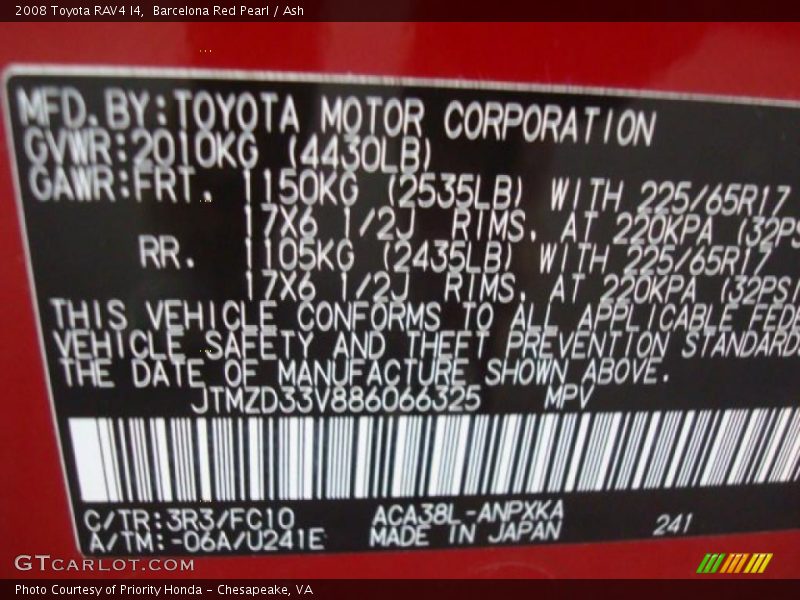 2008 Toyota RAV4 I4,  Barcelona Red Pearl / Ash
MFD.BY:TOYOTA MOTOR CORPORATION
GVWR:2010KG (4430LB)
GAWR:FRT. 1150KG (2535LB) WITH 225/65R17
17X6 1/2J RIMS, AT 220KPA (32PS
RR. 1105KG (2435LB) WITH 225/65R17
17X6 1/2J RIMS, AT 220KPA (32PSI
THIS VEHICLE CONFORMS TO ALL APPLICABLE FEDE
VEHICLE SAFETY AND THEFT PREVENTION STANDARD
THE DATE OF MANUFACTURE SHOWN ABOVE.
JTMZD33V886066325 MPV
C/TR:3R3/FC10 ACA38L-ANPXKA
A/TM:-06A/U241E MADE IN JAPAN 241
GTCARLOT.COM
Photo Courtesy of Priority Honda - Chesapeake, VA